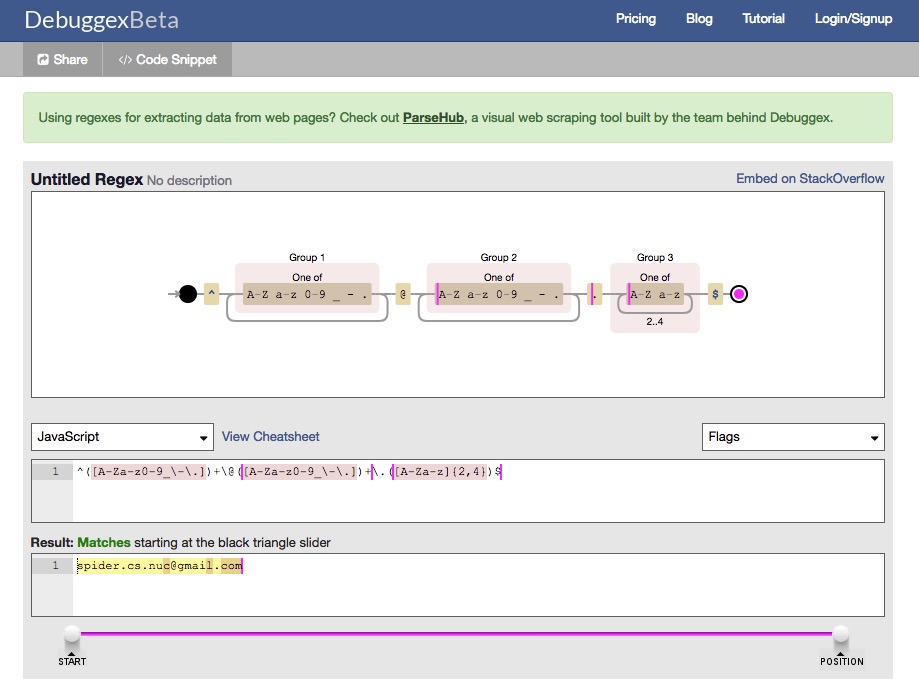 DebuggexBeta
Pricing Blog Tutorial Login/Signup
Share </> Code Snippet
Using regexes for extracting data from web pages? Check out ParseHub, a visual web scraping tool built by the team behind Debuggex.
Untitled Regex No description
Embed on StackOverflow
Group 1 Group 2 Group 3
One of One of One of
^ A-Z a-z 0-9 _ - . @ A-Z a-z 0-9 _ - . . A-Z a-z $
2..4
JavaScript View Cheatsheet Flags
1 ^([A-Za-z0-9_\-\.])+\@([A-Za-z0-9_\-\.])+\.([A-Za-z]{2,4})$
Result: Matches starting at the black triangle slider
1 spider.cs.nuc@gmail.com
START POSITION